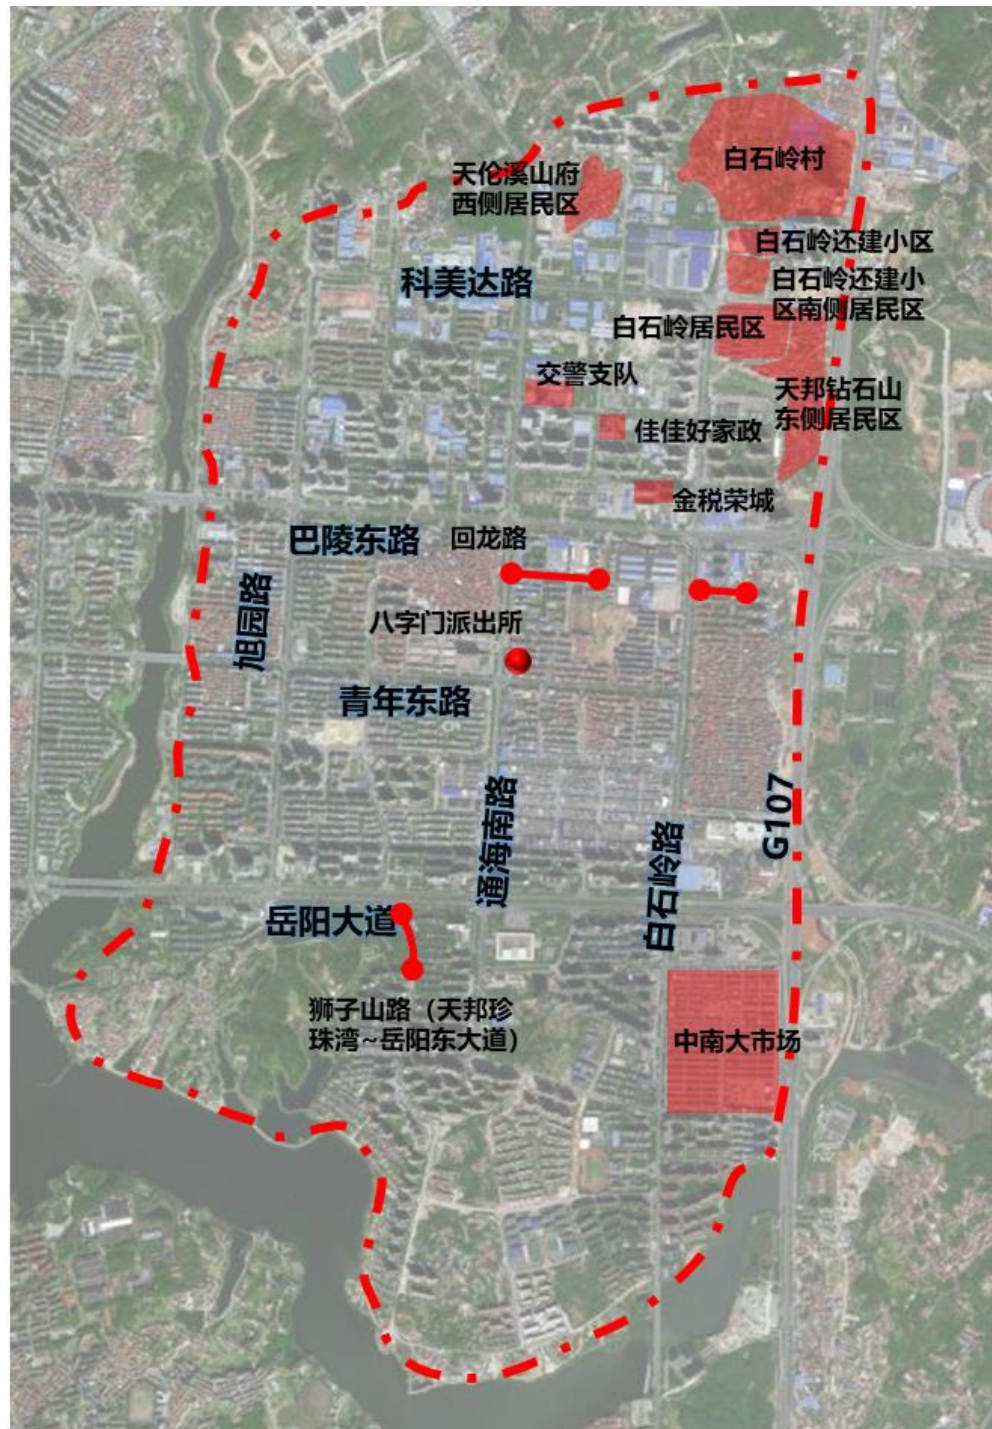 白石岭村
天伦溪山府
西侧居民区
白石岭还建小区
科美达路
白石岭还建小
区南侧居民区
白石岭居民区
交警支队
天邦钻石山
东侧居民区
佳佳好家政
金税荣城
巴陵东路
回龙路
旭园路
八字门派出所
青年东路
通海南路
G107
白石岭路
岳阳大道
狮子山路（天邦珍
珠湾~岳阳东大道）
中南大市场